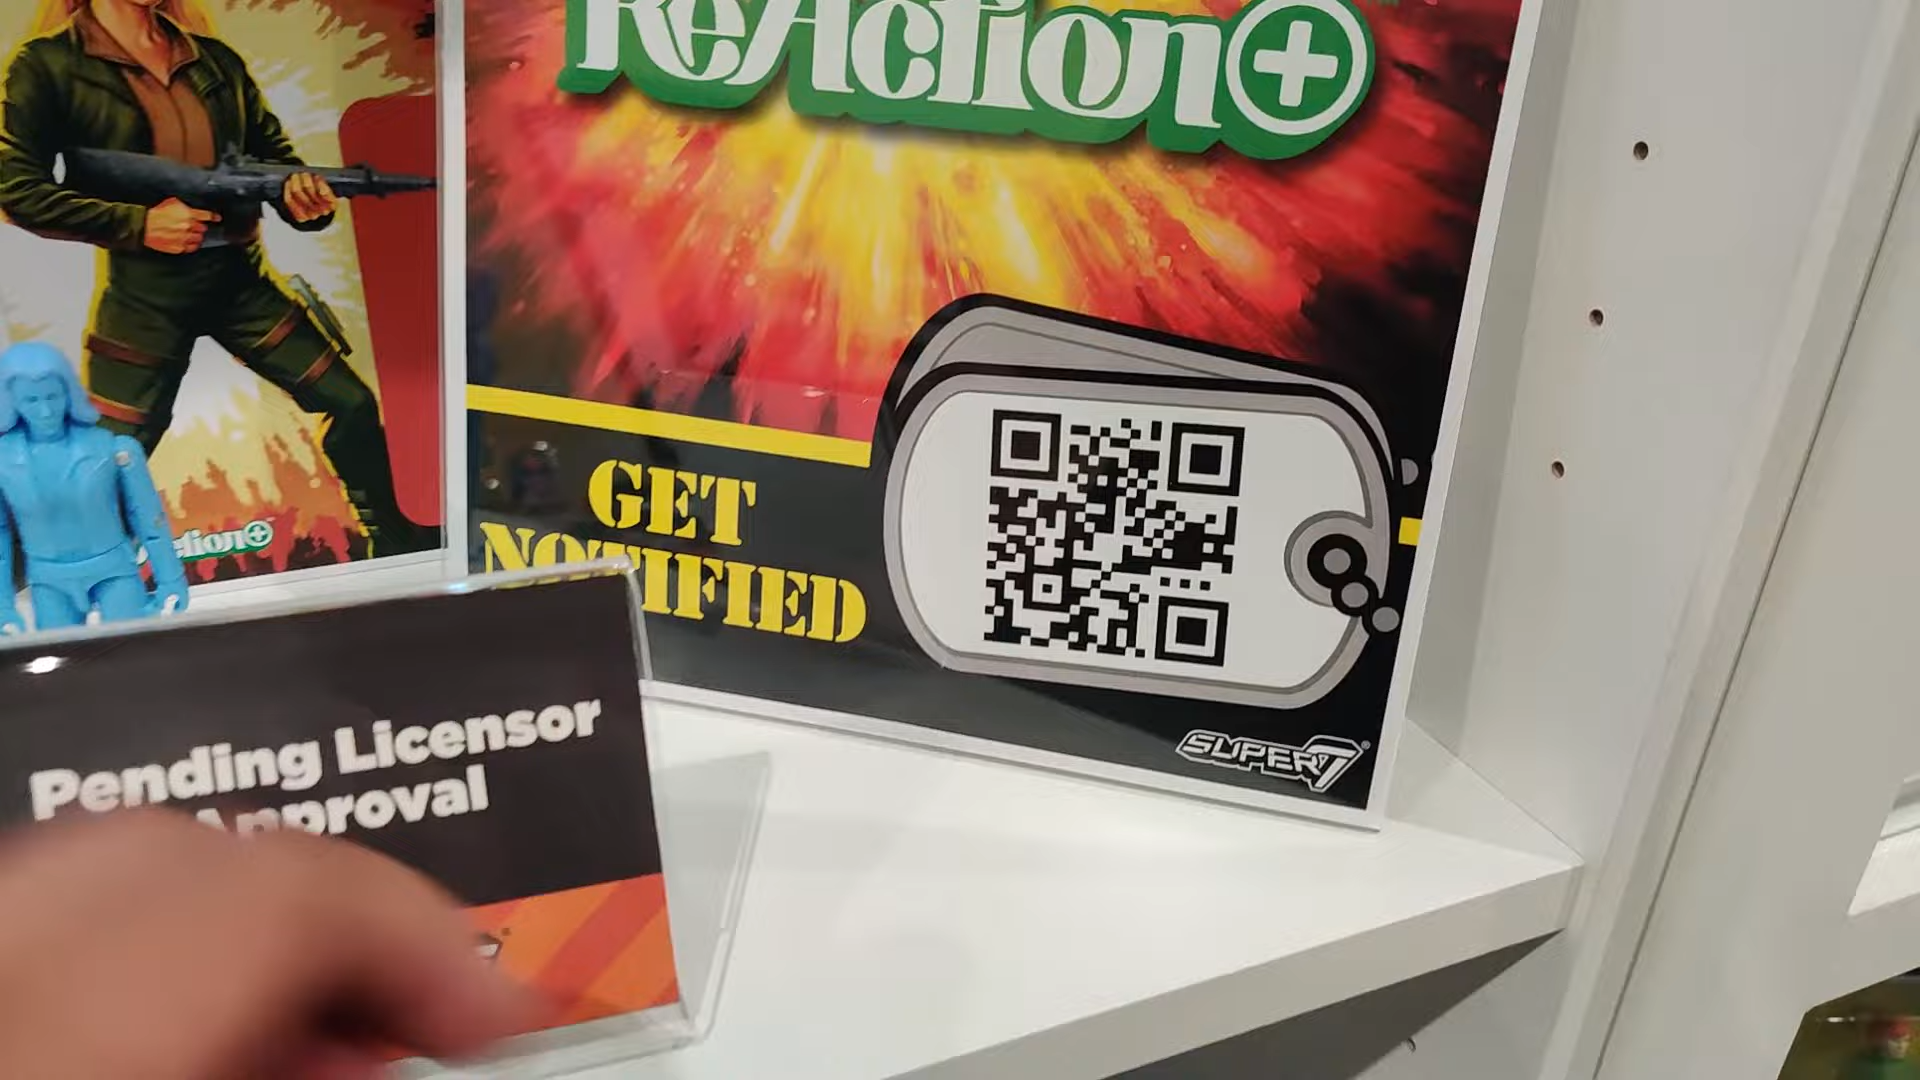 ReAction+
GET
NOTIFIED
SUPER7
Pending Licensor
Approval